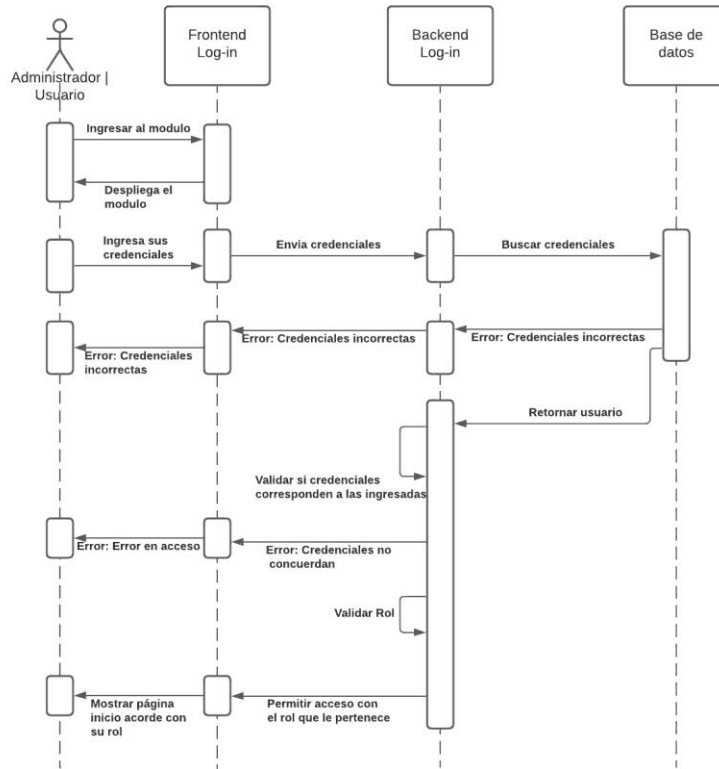 Frontend
Log-in
Backend
Log-in
Base de
datos
Administrador |
Usuario
Ingresar al modulo
Despliega el
modulo
Ingresa sus
credenciales
Envia credenciales
Buscar credenciales
Error: Credenciales incorrectas
Error: Credenciales incorrectas
Error: Credenciales
incorrectas
Retornar usuario
Validar si credenciales
corresponden a las ingresadas
Error: Error en acceso
Error: Credenciales no
concuerdan
Validar Rol
Mostrar página
inicio acorde con
su rol
Permitir acceso con
el rol que le pertenece